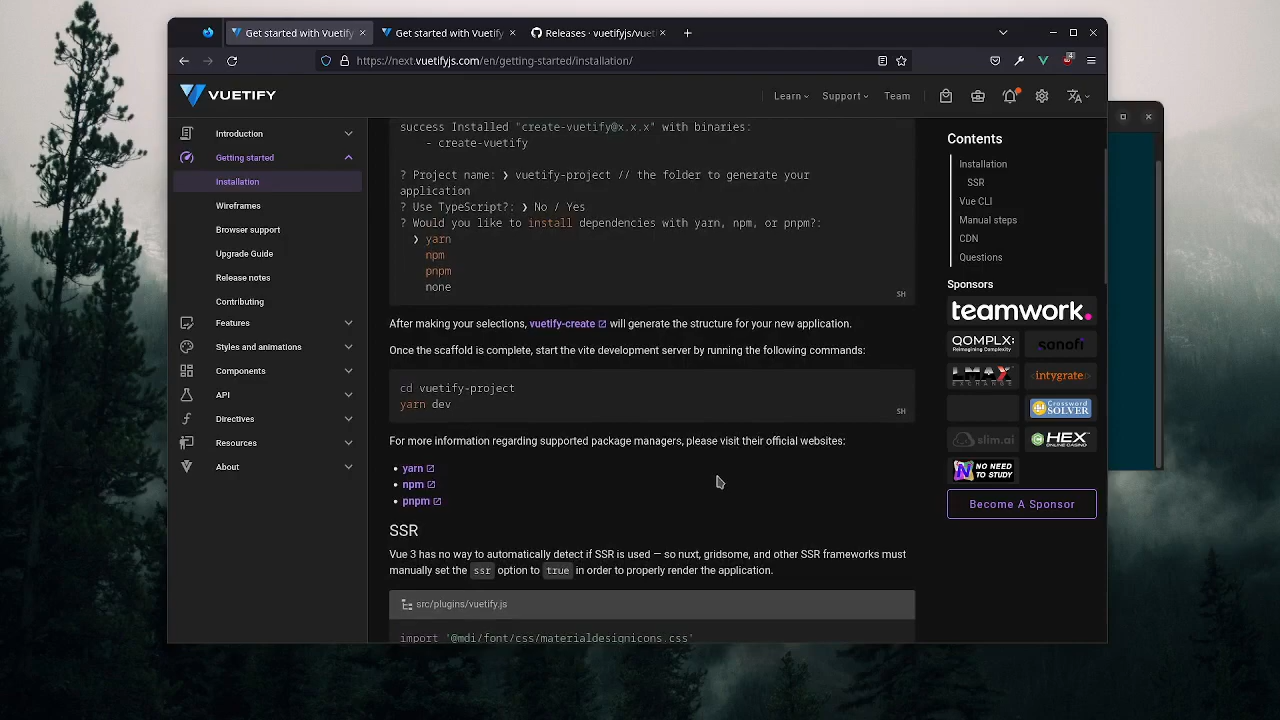 Get started with Vuetify
Get started with Vuetify
Releases · vuetifyjs/vueti
https://next.vuetifyjs.com/en/getting-started/installation/
4
VUETIFY
Learn
Support
Team
Introduction
Getting started
Installation
Wireframes
Browser support
Upgrade Guide
Release notes
Contributing
Features
Styles and animations
Components
API
Directives
Resources
About
success Installed "create-vuetify@x.x.x" with binaries:
- create-vuetify
? Project name: ❯ vuetify-project // the folder to generate your
application
? Use TypeScript?: ❯ No / Yes
? Would you like to install dependencies with yarn, npm, or pnpm?:
❯ yarn
npm
pnpm
none
SH
After making your selections, vuetify-create will generate the structure for your new application.
Once the scaffold is complete, start the vite development server by running the following commands:
cd vuetify-project
yarn dev
SH
For more information regarding supported package managers, please visit their official websites:
• yarn
• npm
• pnpm
SSR
Vue 3 has no way to automatically detect if SSR is used — so nuxt, gridsome, and other SSR frameworks must
manually set the ssr option to true in order to properly render the application.
src/plugins/vuetify.js
import '@mdi/font/css/materialdesignicons.css'
Contents
Installation
SSR
Vue CLI
Manual steps
CDN
Questions
Sponsors
teamwork.
QOMPLX:
Reimagining Complexity
sonofi
LMAX
EXCHANGE
intygrate
Crossword
SOLVER
slim.ai
HEX
ONLINE CASINO
NO NEED
TO STUDY
Become A Sponsor